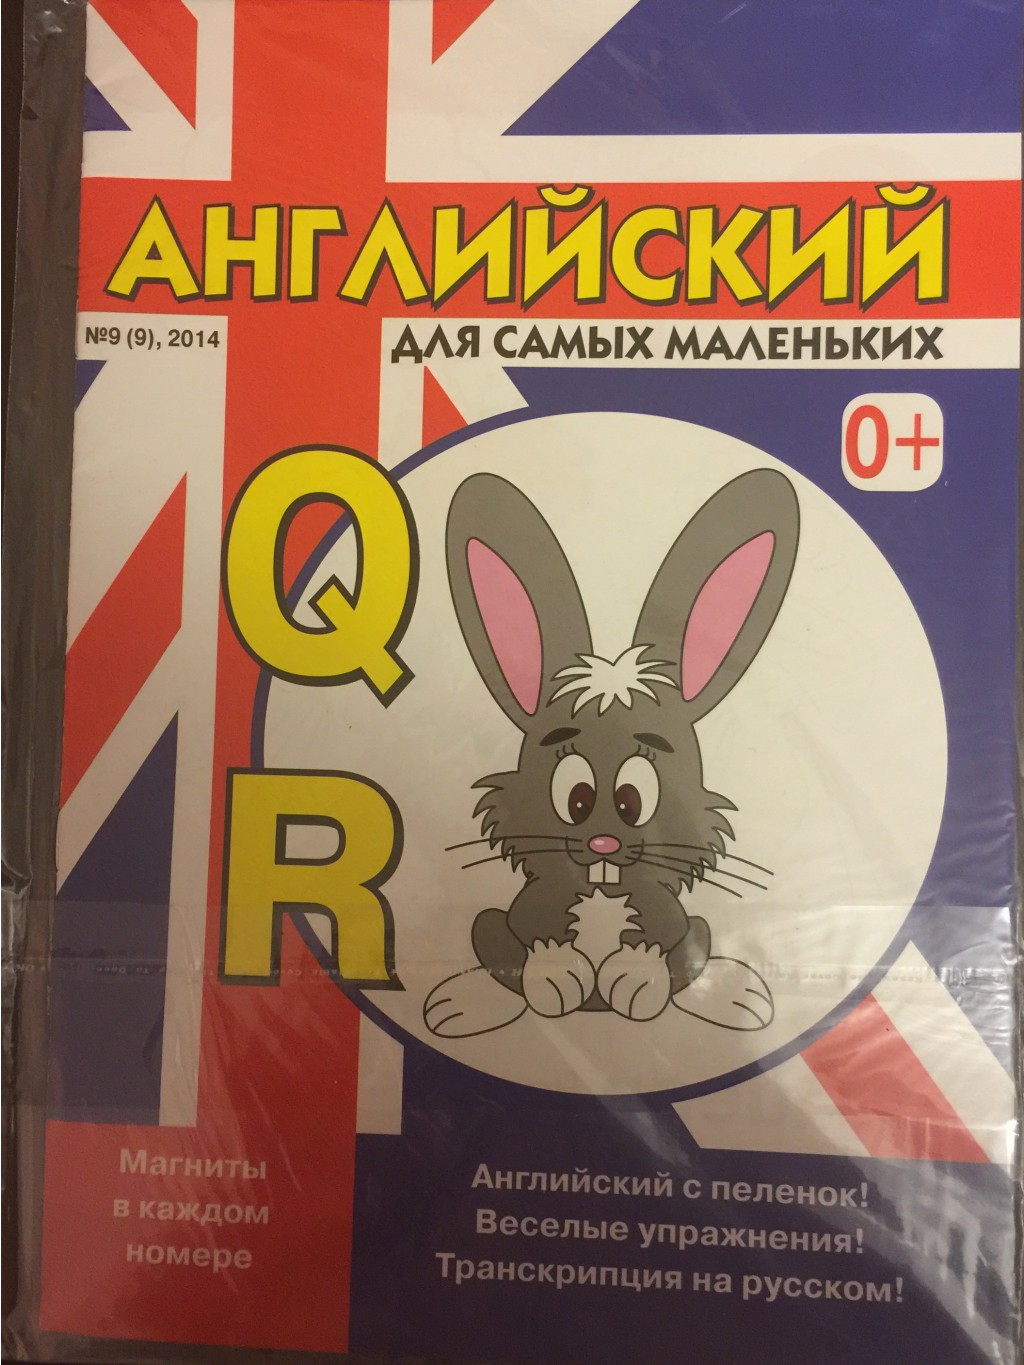 АНГЛИЙСКИЙ
№9 (9), 2014
ДЛЯ САМЫХ МАЛЕНЬКИХ
0+
Q
R
Магниты
в каждом
номере
Английский с пеленок!
Веселые упражнения!
Транскрипция на русском!